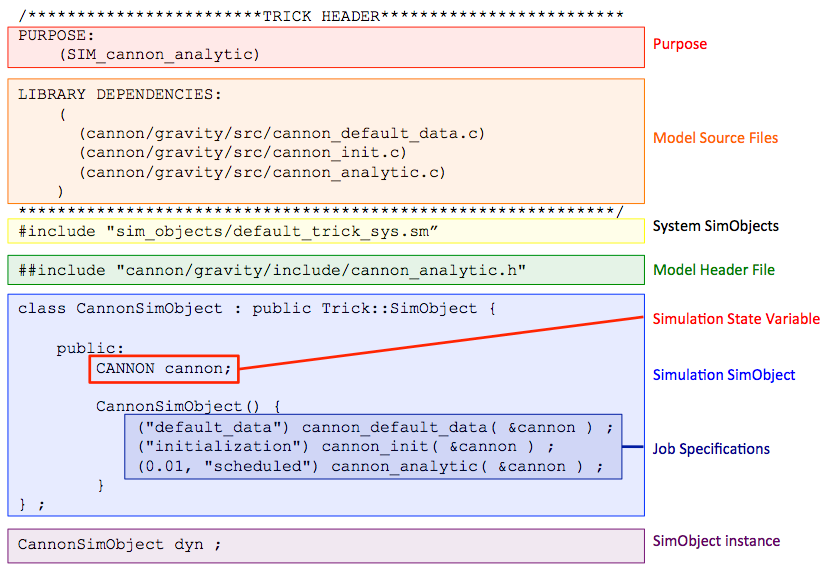 /************************TRICK HEADER*************************
PURPOSE:
(SIM_cannon_analytic)
Purpose
LIBRARY DEPENDENCIES:
(
(cannon/gravity/src/cannon_default_data.c)
(cannon/gravity/src/cannon_init.c)
(cannon/gravity/src/cannon_analytic.c)
)
Model Source Files
*************************************************************/
#include "sim_objects/default_trick_sys.sm”
System SimObjects
##include "cannon/gravity/include/cannon_analytic.h"
Model Header File
class CannonSimObject : public Trick::SimObject {
public:
CANNON cannon;
Simulation State Variable
Simulation SimObject
CannonSimObject() {
("default_data") cannon_default_data( &cannon ) ;
("initialization") cannon_init( &cannon ) ;
(0.01, "scheduled") cannon_analytic( &cannon ) ;
Job Specifications
}
} ;
CannonSimObject dyn ;
SimObject instance